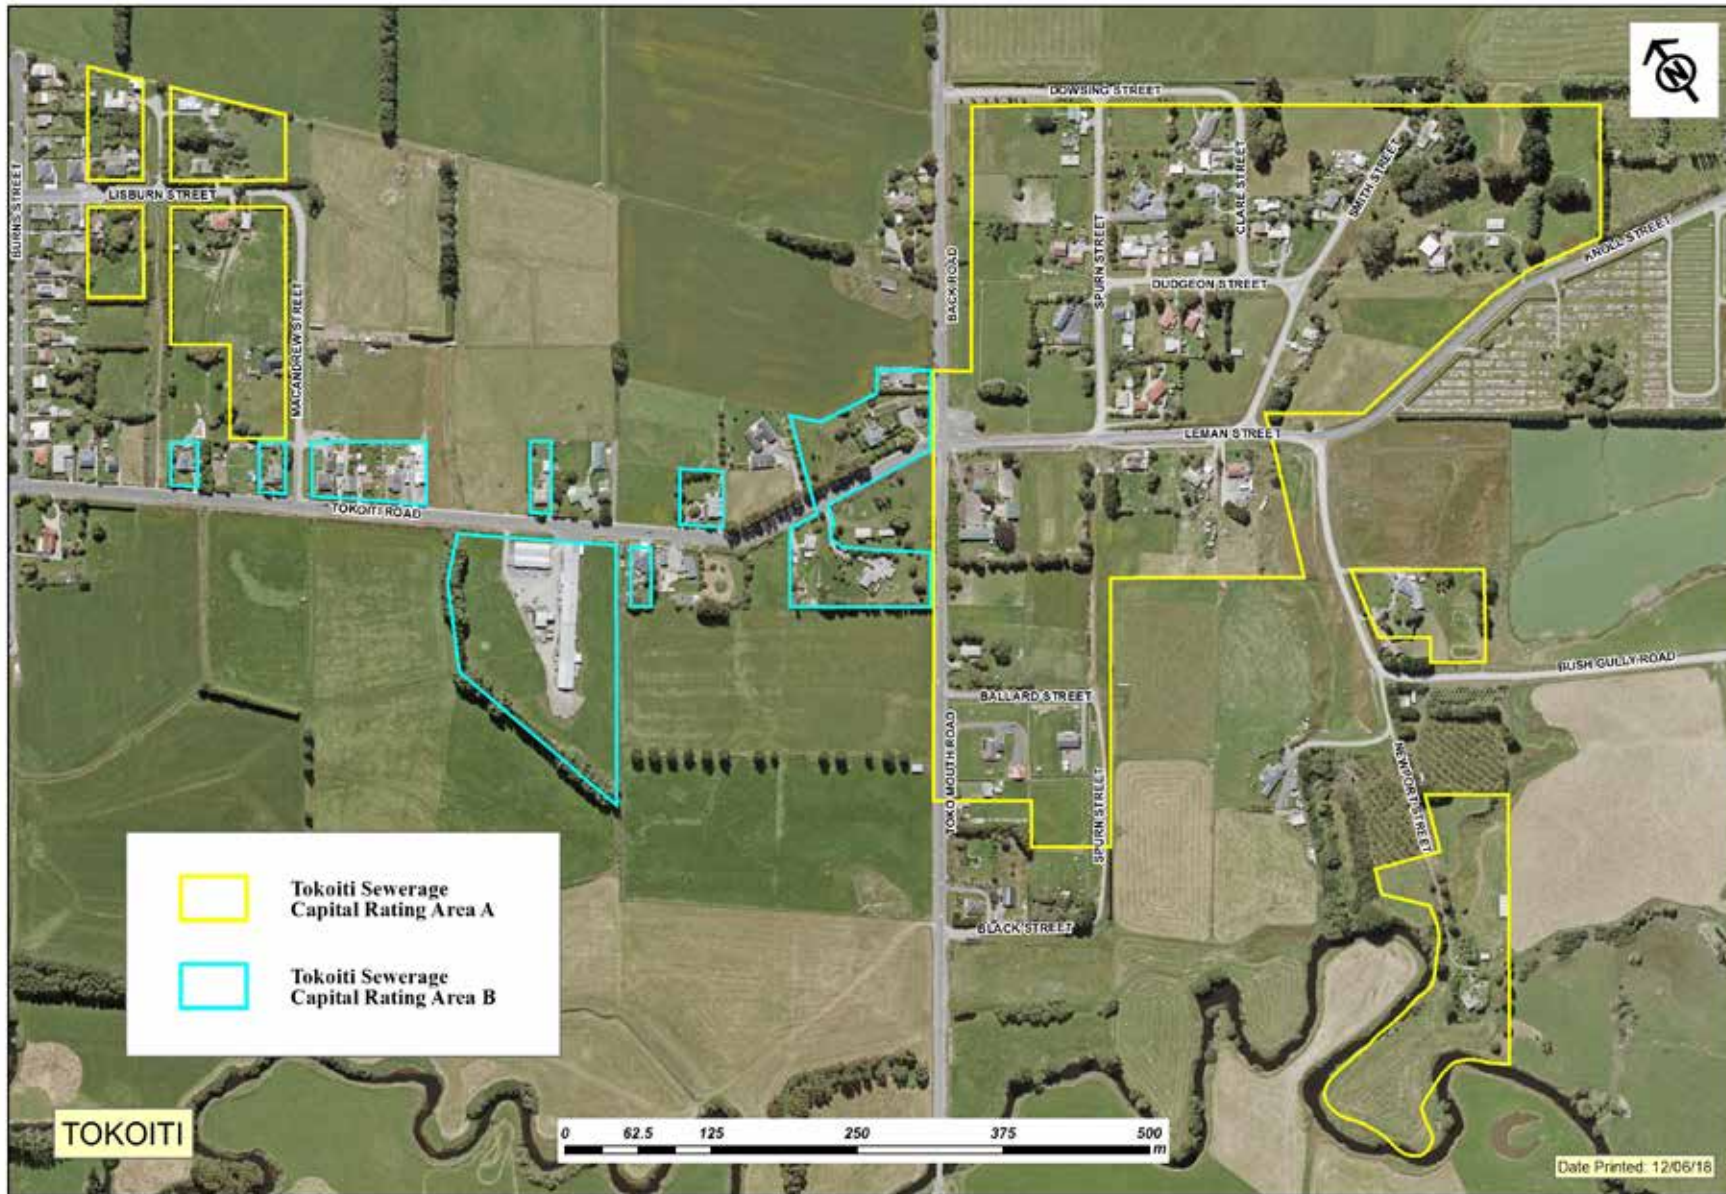 N
DOWSING STREET
BURNS STREET
LISBURN STREET
MACANDREW STREET
BACK ROAD
SPURN STREET
CLARE STREET
SMITH STREET
KNOLL STREET
DUDGEON STREET
LEMAN STREET
TOKOITI ROAD
BUSH GULLY ROAD
BALLARD STREET
TOKO MOUTH ROAD
SPURN STREET
NEWPORT STREET
BLACK STREET
Tokoiti Sewerage
Capital Rating Area A
Tokoiti Sewerage
Capital Rating Area B
TOKOITI
0 62.5 125 250 375 500
m
Date Printed: 12/06/18